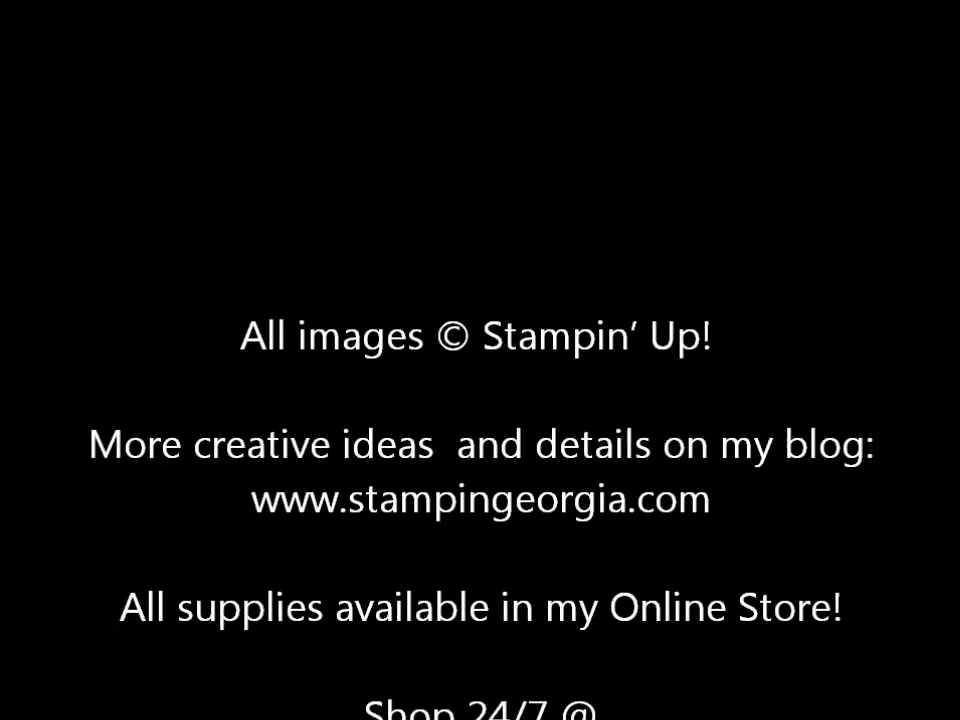 All images © Stampin’ Up!
More creative ideas  and details on my blog:
www.stampingeorgia.com
All supplies available in my Online Store!
Shop 24/7 @